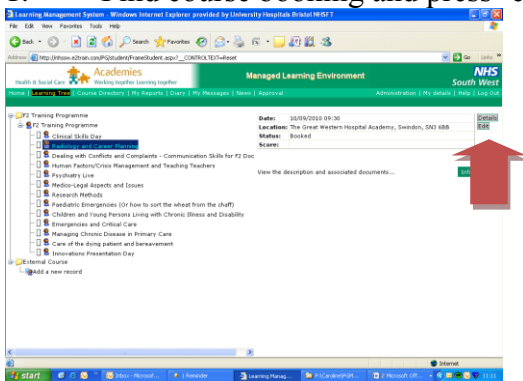 1. Find course booking and press
Learning Management System - Windows Internet Explorer provided by University Hospitals Bristol NHSFT
File Edit View Favorites Tools Help
Back Search Favorites
Address http://nhssw.e2train.com/PG/student/FrameStudent.aspx?__CONTROLTEXT=Reset Go Links
Health & Social Care Academies Working together Learning together
Managed Learning Environment
NHS South West
Home | Learning Tree | Course Directory | My Reports | Diary | My Messages | News | Approval Administration | My details | Help | Log Out
F2 Training Programme
F2 Training Programme
Clinical Skills Day
Radiology and Career Planning
Dealing with Conflicts and Complaints - Communication Skills for F2 Doc
Human Factors/Crisis Management and Teaching Teachers
Psychiatry Live
Medico-Legal Aspects and Issues
Research Methods
Paediatric Emergencies (Or how to sort the wheat from the chaff)
Children and Young Persons Living with Chronic Illness and Disability
Emergencies and Critical Care
Managing Chronic Disease in Primary Care
Care of the dying patient and bereavement
Innovations Presentation Day
External Course
Add a new record
Date: 10/09/2010 09:30 Details
Location: The Great Western Hospital Academy, Swindon, SN3 6BB Edit
Status: Booked
Score:
View the description and associated documents...
Internet
start Inbox - Microsof... 1 Reminder Learning Manag... 2 Microsoft Off... 11:11